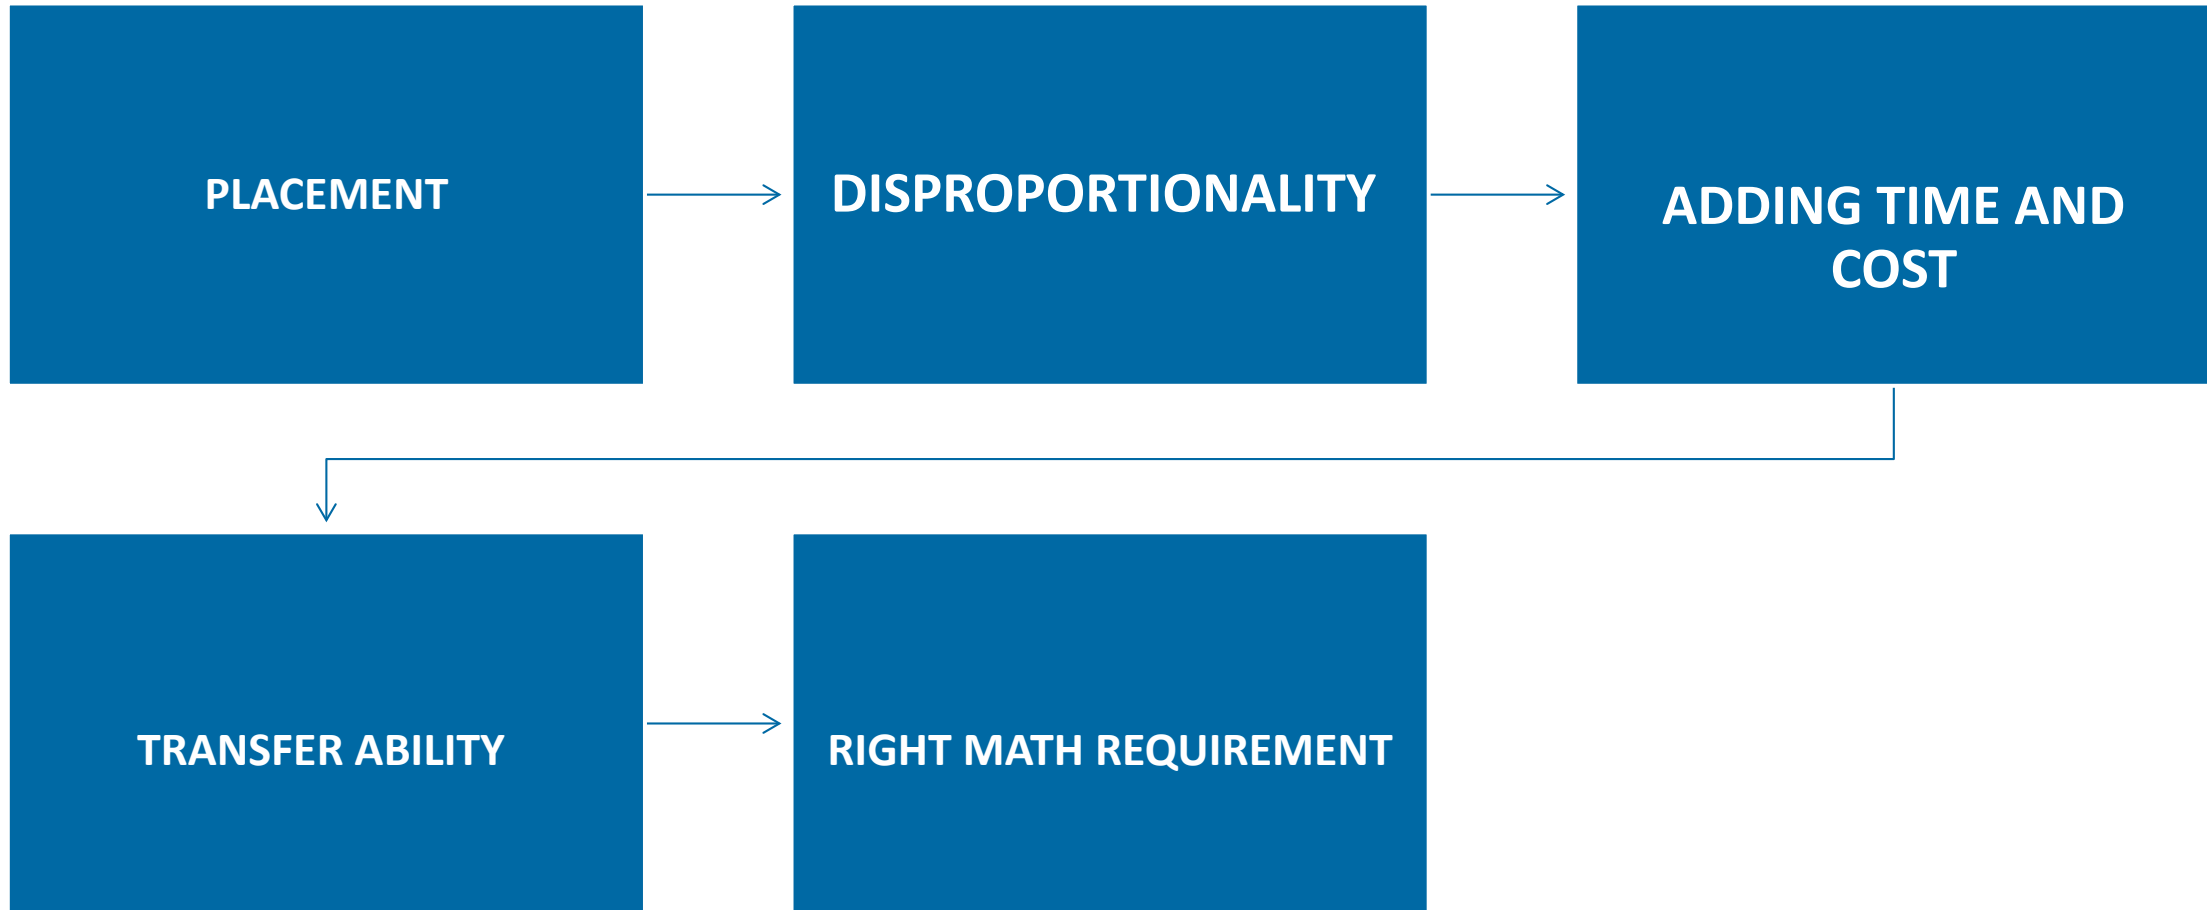 PLACEMENT
DISPROPORTIONALITY
ADDING TIME AND
COST
TRANSFER ABILITY
RIGHT MATH REQUIREMENT